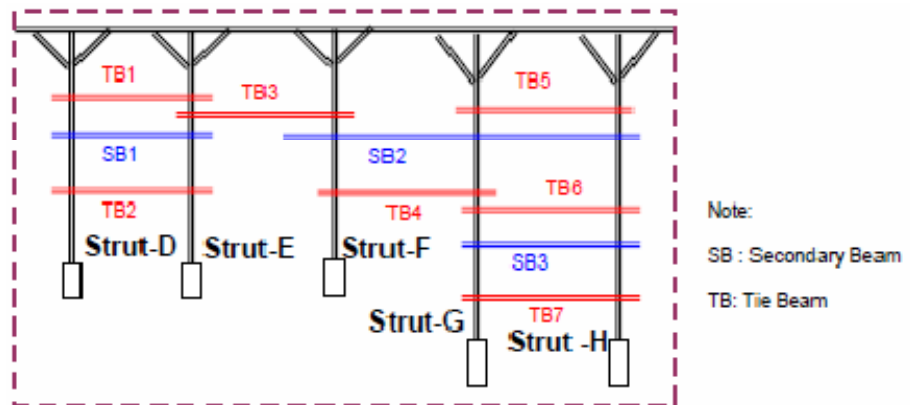 TB1
TBI3
TB5
SB1
SB2
TB2
TB4
TB6
Strut-D
Strut-E
Strut-F
SB3
TB7
Strut-G
Strut -H
Note:
SB : Secondary Beam
TB: Tie Beam